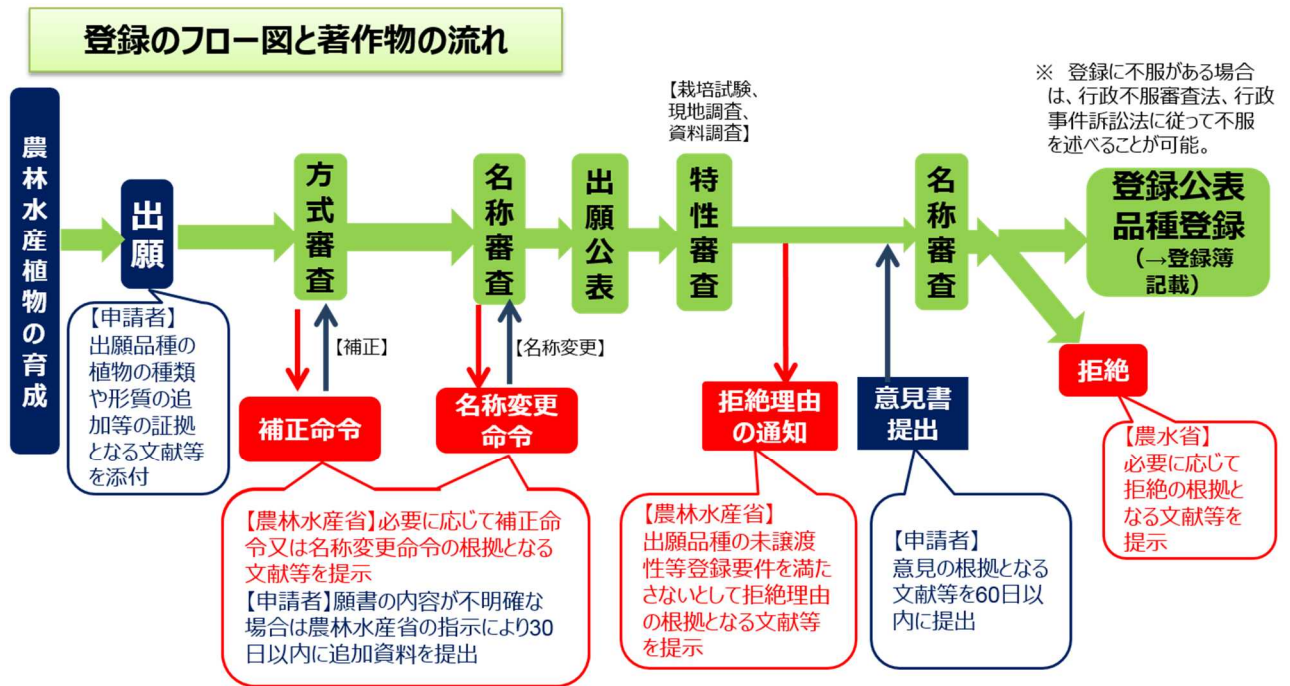 登録のフロー図と著作物の流れ
農林水産植物の育成
出願
【申請者】
出願品種の
植物の種類
や形質の追
加等の証拠
となる文献等
を添付
方式審査
【補正】
補正命令
名称審査
【名称変更】
名称変更
命令
【農林水産省】必要に応じて補正命
令又は名称変更命令の根拠となる
文献等を提示
【申請者】願書の内容が不明確な
場合は農林水産省の指示により30
日以内に追加資料を提出
出願公表
【栽培試験、
現地調査、
資料調査】
特性審査
拒絶理由
の通知
【農林水産省】
出願品種の未譲渡
性等登録要件を満た
さないとして拒絶理由
の根拠となる文献等
を提示
意見書
提出
【申請者】
意見の根拠となる
文献等を60日以
内に提出
名称審査
※ 登録に不服がある場合
は、行政不服審査法、行政
事件訴訟法に従って不服
を述べることが可能。
登録公表
品種登録
（→登録簿
記載）
拒絶
【農水省】
必要に応じて
拒絶の根拠と
なる文献等を
提示